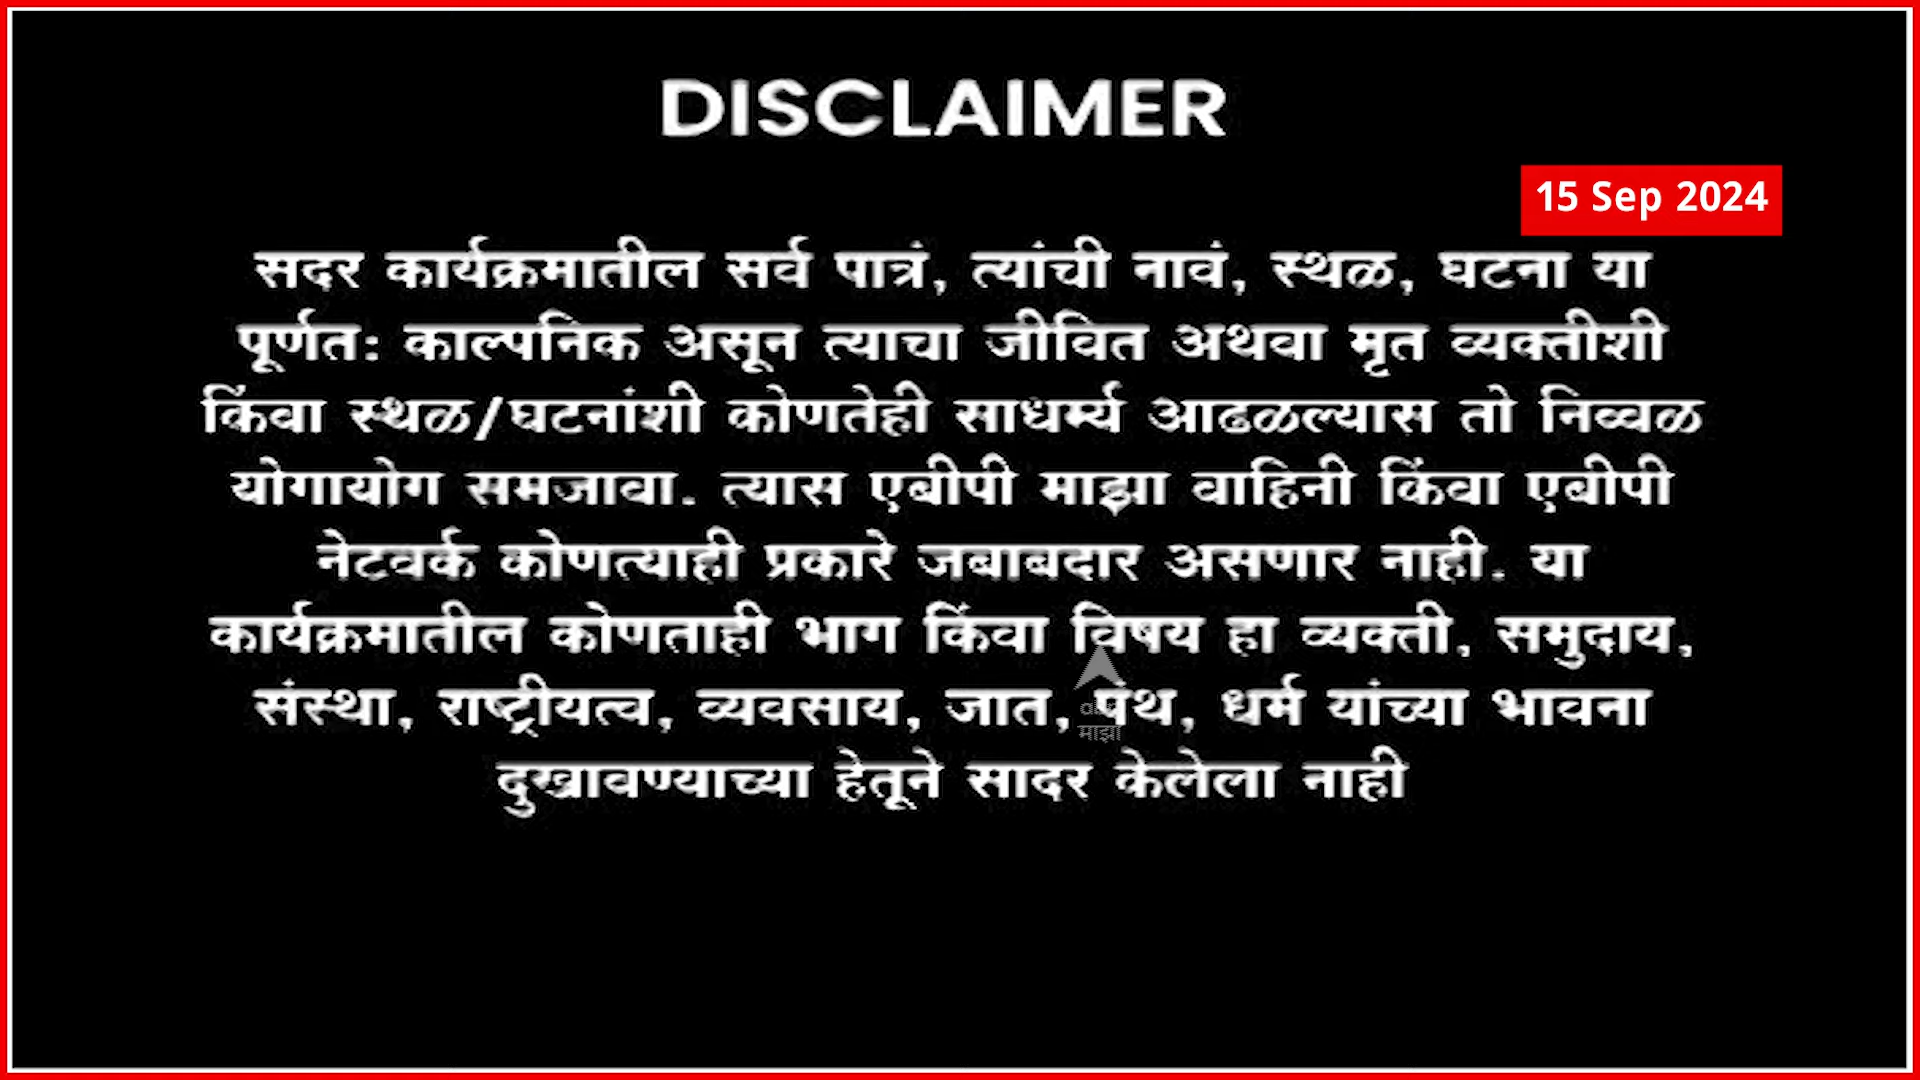 DISCLAIMER
15 Sep 2024
सदर कार्यक्रमातील सर्व पात्रं, त्यांची नावं, स्थळ, घटना या
पूर्णत: काल्पनिक असून त्याचा जीवित अथवा मृत व्यक्तीशी
किंवा स्थळ/घटनांशी कोणतेही साधर्म्य आढळल्यास तो निव्वळ
योगायोग समजावा. त्यास एबीपी माझा वाहिनी किंवा एबीपी
नेटवर्क कोणत्याही प्रकारे जबाबदार असणार नाही. या
कार्यक्रमातील कोणताही भाग किंवा विषय हा व्यक्ती, समुदाय,
संस्था, राष्ट्रीयत्व, व्यवसाय, जात, पंथ, धर्म यांच्या भावना
दुखावण्याच्या हेतूने सादर केलेला नाही
abp
माझा